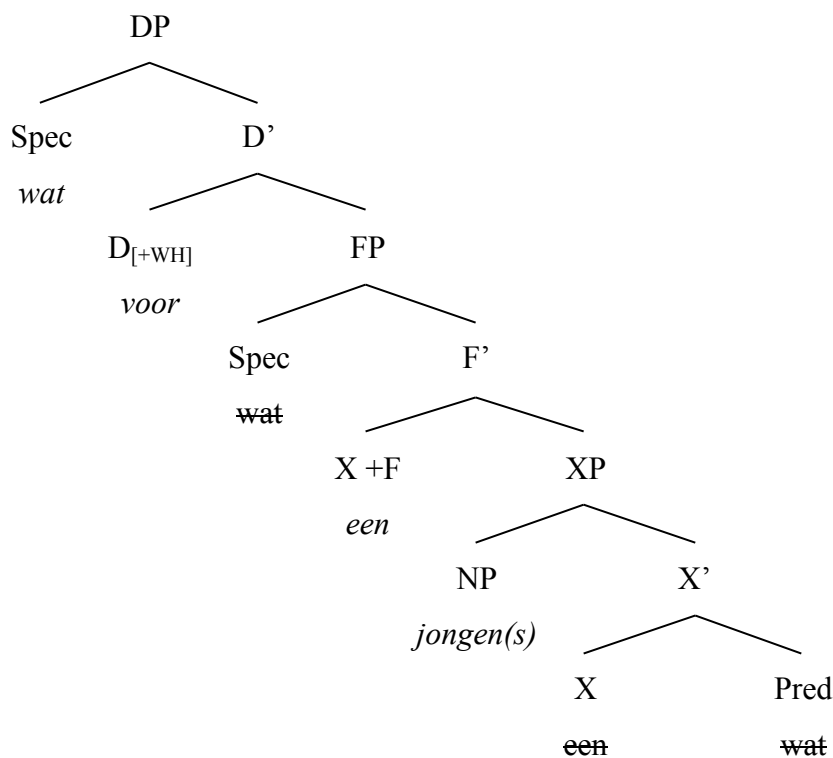 DP
Spec D’
wat
D[+WH] FP
voor
Spec F’
wat
X +F XP
een
NP X’
jongen(s)
X Pred
een wat